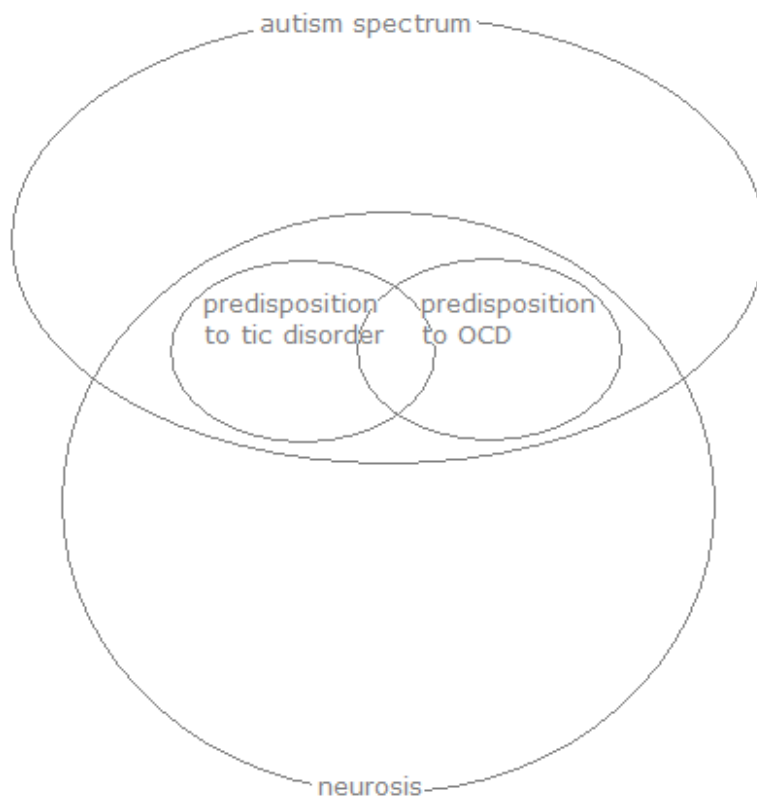 autism spectrum
predisposition
to tic disorder
predisposition
to OCD
neurosis